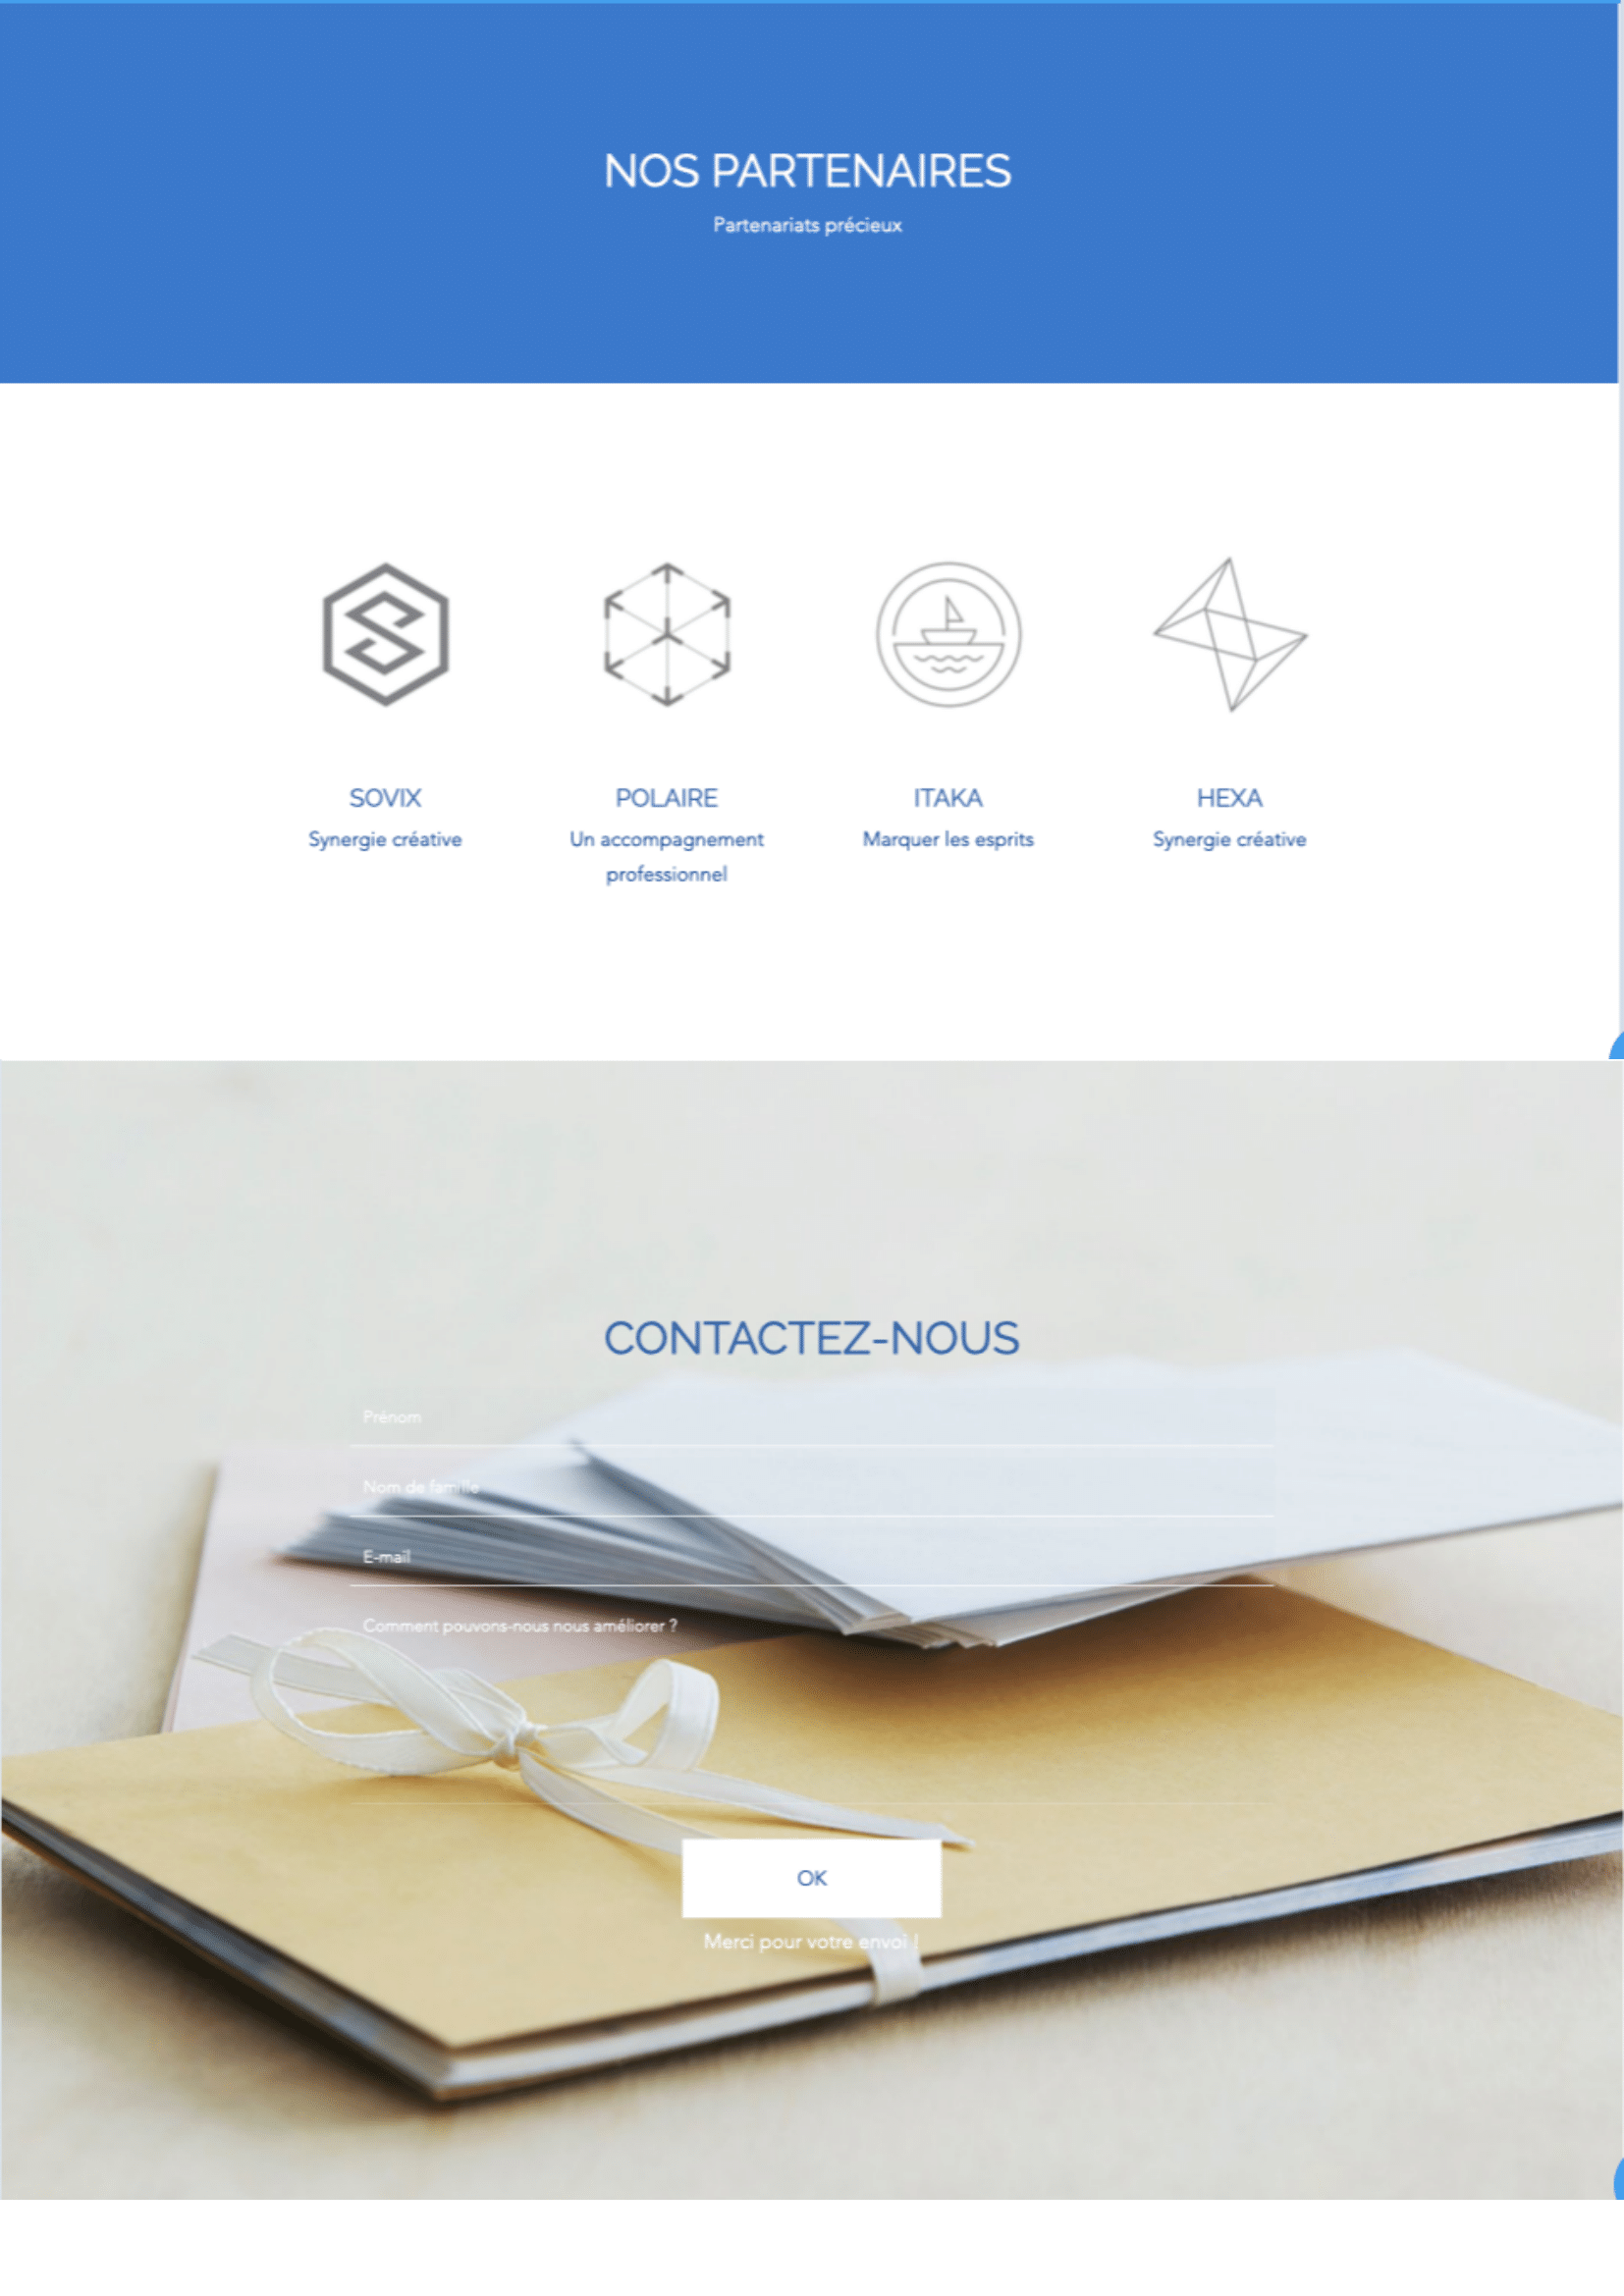 NOS PARTENAIRES
Partenariats précieux
SOVIX
Synergie créative
POLAIRE
Un accompagnement
professionnel
ITAKA
Marquer les esprits
HEXA
Synergie créative
CONTACTEZ-NOUS
Prénom
Nom de famille
E-mail
Comment pouvons-nous nous améliorer ?
OK
Merci pour votre envoi !